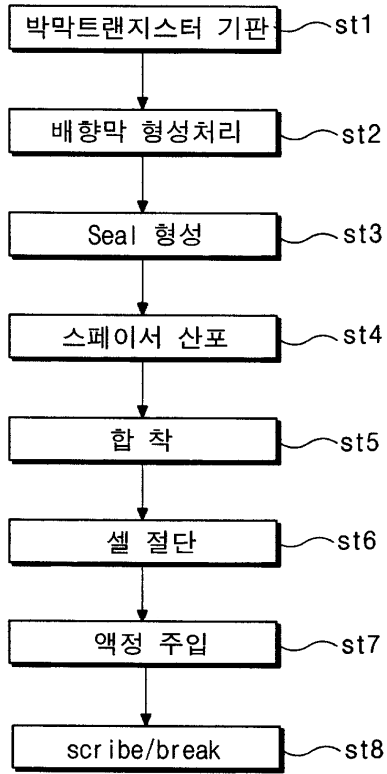 박막트랜지스터 기판 st1
배향막 형성처리 st2
Seal 형성 st3
스페이서 산포 st4
합 착 st5
셀 절단 st6
액정 주입 st7
scribe/break st8